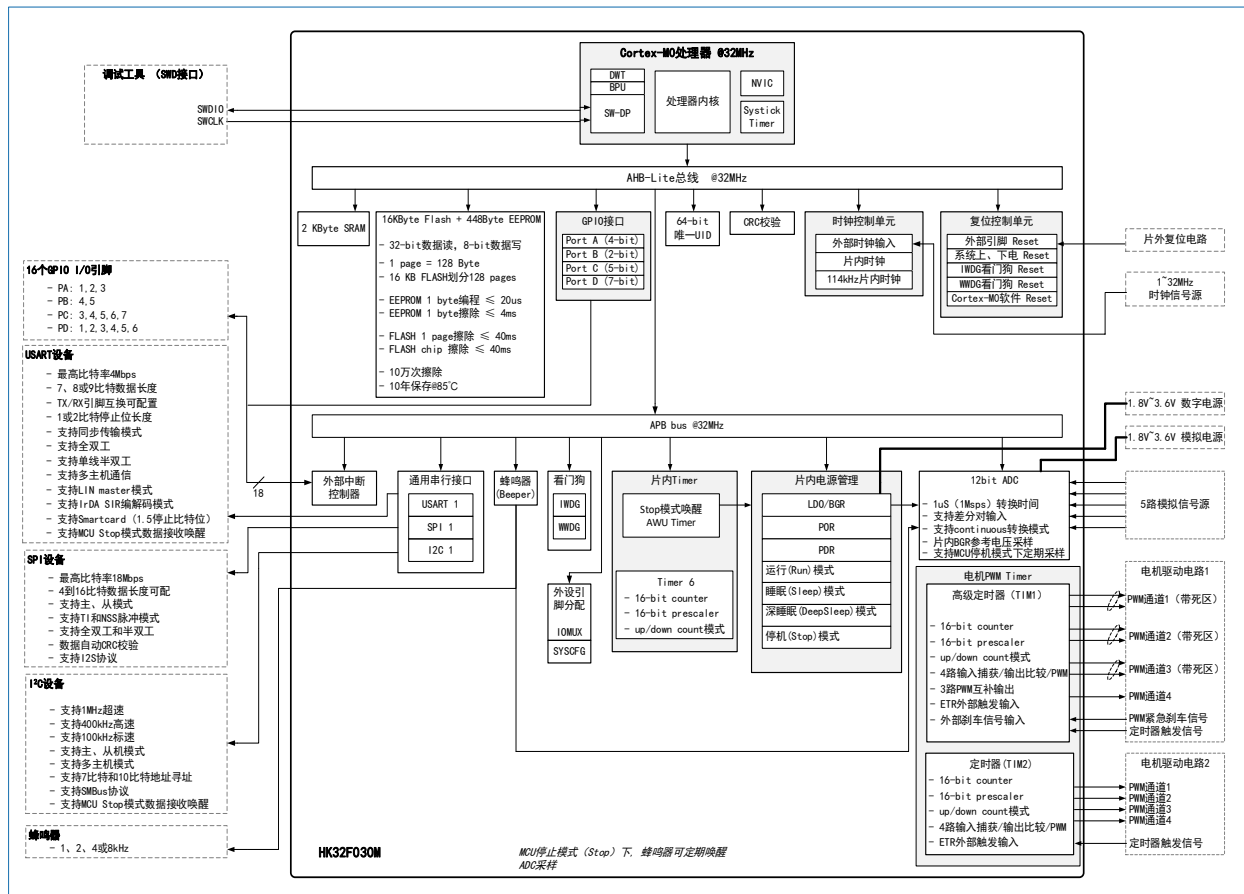 Cortex-M0处理器 @32MHz
调试工具 （SWD接口）
SWDIO
SWCLK
DWT
BPU
SW-DP
处理器内核
NVIC
Systick
Timer
AHB-Lite总线 @32MHz
2 KByte SRAM
16KByte Flash + 448Byte EEPROM
- 32-bit数据读，8-bit数据写
- 1 page = 128 Byte
- 16 KB FLASH划分128 pages
- EEPROM 1 byte编程 ≤ 20us
- EEPROM 1 byte擦除 ≤ 4ms
- FLASH 1 page擦除 ≤ 40ms
- FLASH chip 擦除 ≤ 40ms
- 10万次擦除
- 10年保存@85℃
GPIO接口
Port A (4-bit)
Port B (2-bit)
Port C (5-bit)
Port D (7-bit)
64-bit
唯一UID
CRC校验
时钟控制单元
外部时钟输入
片内时钟
114kHz片内时钟
复位控制单元
外部引脚 Reset
系统上、下电 Reset
IWDG看门狗 Reset
WWDG看门狗 Reset
Cortex-M0软件 Reset
片外复位电路
1~32MHz
时钟信号源
16个GPIO I/O引脚
- PA: 1,2,3
- PB: 4,5
- PC: 3,4,5,6,7
- PD: 1,2,3,4,5,6
USART设备
- 最高比特率4Mbps
- 7、8或9比特数据长度
- TX/RX引脚互换可配置
- 1或2比特停止位长度
- 支持同步传输模式
- 支持全双工
- 支持单线半双工
- 支持多主机通信
- 支持LIN master模式
- 支持IrDA SIR编解码模式
- 支持Smartcard（1.5停止比特位）
- 支持MCU Stop模式数据接收唤醒
SPI设备
- 最高比特率18Mbps
- 4到16比特数据长度可配
- 支持主、从模式
- 支持TI和NSS脉冲模式
- 支持全双工和半双工
- 数据自动CRC校验
- 支持I2S协议
I²C设备
- 支持1MHz超速
- 支持400kHz高速
- 支持100kHz标速
- 支持主、从机模式
- 支持多主机模式
- 支持7比特和10比特地址寻址
- 支持SMBus协议
- 支持MCU Stop模式数据接收唤醒
蜂鸣器
- 1、2、4或8kHz
APB bus @32MHz
18
外部中断
控制器
通用串行接口
USART 1
SPI 1
I2C 1
蜂鸣器
(Beeper)
看门狗
IWDG
WWDG
外设引
脚分配
IOMUX
SYSCFG
片内Timer
Stop模式唤醒
AWU Timer
Timer 6
- 16-bit counter
- 16-bit prescaler
- up/down count模式
片内电源管理
LDO/BGR
POR
PDR
运行(Run)模式
睡眠(Sleep)模式
深睡眠(DeepSleep)模式
停机(Stop)模式
12bit ADC
- 1uS (1Msps) 转换时间
- 支持差分对输入
- 支持continuous转换模式
- 片内BGR参考电压采样
- 支持MCU停机模式下定期采样
1.8V~3.6V 数字电源
1.8V~3.6V 模拟电源
5路模拟信号源
电机PWM Timer
高级定时器（TIM1）
- 16-bit counter
- 16-bit prescaler
- up/down count模式
- 4路输入捕获/输出比较/PWM
- 3路PWM互补输出
- ETR外部触发输入
- 外部刹车信号输入
定时器(TIM2)
- 16-bit counter
- 16-bit prescaler
- up/down count模式
- 4路输入捕获/输出比较/PWM
- ETR外部触发输入
电机驱动电路1
PWM通道1（带死区）
PWM通道2（带死区）
PWM通道3（带死区）
PWM通道4
PWM紧急刹车信号
定时器触发信号
电机驱动电路2
PWM通道1
PWM通道2
PWM通道3
PWM通道4
定时器触发信号
HK32F030M
MCU停止模式（Stop）下，蜂鸣器可定期唤醒
ADC采样